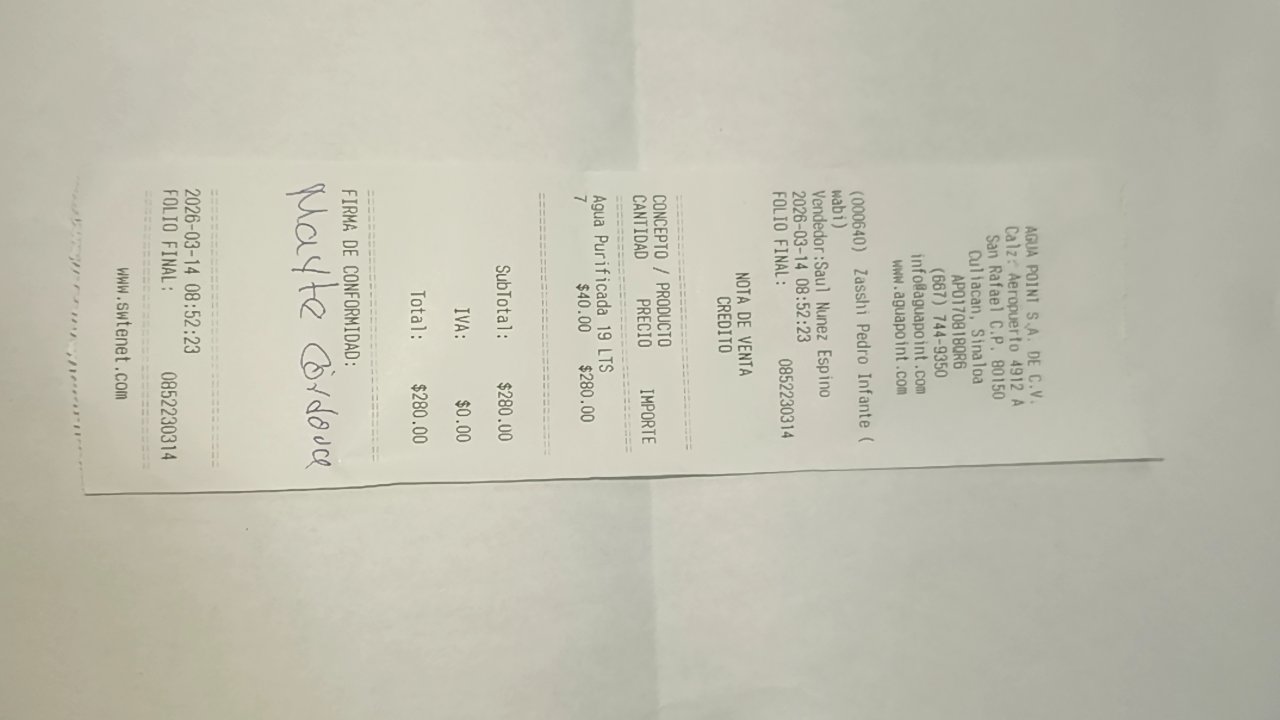 AGUA POINT S.A. DE C.V.
Calz. Aeropuerto 4912 A
San Rafael C.P. 80150
Culiacan, Sinaloa
APO170818QR6
(667) 744-9350
info@aguapoint.com
www.aguapoint.com
(000640) Zasshi Pedro Infante (
wabi)
Vendedor:Saul Nunez Espino
2026-03-14 08:52:23
FOLIO FINAL: 0852230314
NOTA DE VENTA
CREDITO
CONCEPTO / PRODUCTO
CANTIDAD PRECIO IMPORTE
Agua Purificada 19 LTS
7 $40.00 $280.00
SubTotal: $280.00
IVA: $0.00
Total: $280.00
FIRMA DE CONFORMIDAD:
Mayte
2026-03-14 08:52:23
FOLIO FINAL: 0852230314
www.swtenet.com